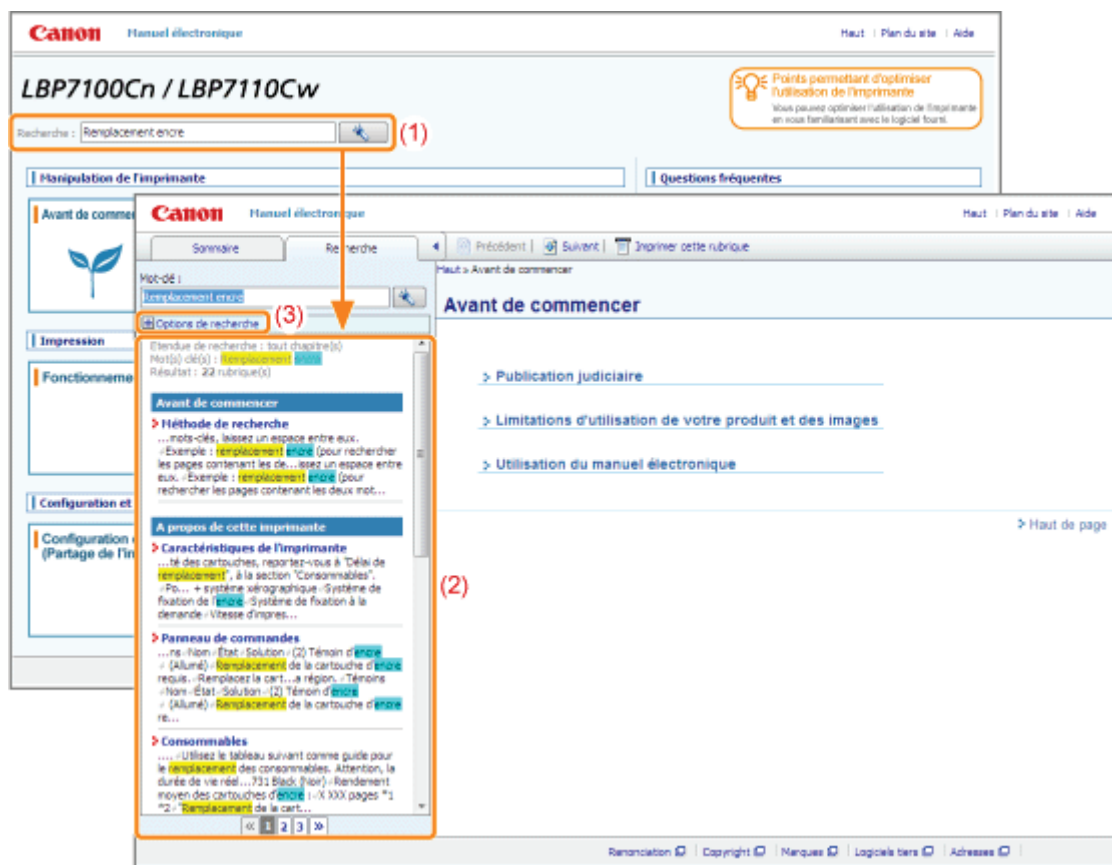 Canon Manuel électronique
Haut | Plan du site | Aide
LBP7100Cn / LBP7110Cw
Points permettant d'optimiser
l'utilisation de l'imprimante
Vous pouvez optimiser l'utilisation de l'imprimante
en vous familiarisant avec le logiciel fourni.
Recherche : Remplacement encre
(1)
Manipulation de l'imprimante
Questions fréquentes
Avant de comme
Impression
Fonctionneme
Configuration et
Configuration
(Partage de l'in
Canon Manuel électronique
Haut | Plan du site | Aide
Sommaire
Recherche
Précédent | Suivant | Imprimer cette rubrique
Mot-clé :
Remplacement encre
Options de recherche
(3)
Etendue de recherche : tout chapitre(s)
Mot(s) clé(s) : Remplacement encre
Résultat : 22 rubrique(s)
Avant de commencer
Méthode de recherche
...mots-clés, laissez un espace entre eux.
Exemple : remplacement encre (pour rechercher
les pages contenant les de...issez un espace entre
eux. Exemple : remplacement encre (pour
rechercher les pages contenant les deux mot...
A propos de cette imprimante
Caractéristiques de l'imprimante
...té des cartouches, reportez-vous à "Délai de
remplacement", à la section "Consommables".
Po... + système xérographique Système de
fixation de l'encre Système de fixation à la
demande Vitesse d'impres...
Panneau de commandes
...ns Nom État Solution (2) Témoin d'encre
(Allumé) Remplacement de la cartouche d'encre
requis. Remplacez la cart...a région. Témoins
Nom État Solution (2) Témoin d'encre
(Allumé) Remplacement de la cartouche d'encre
re...
Consommables
.... Utilisez le tableau suivant comme guide pour
le remplacement des consommables. Attention, la
durée de vie réel...731 Black (Noir) Rendement
moyen des cartouches d'encre : X XXX pages *1
*2 "Remplacement de la cart...
« 1 2 3 »
(2)
Haut > Avant de commencer
Avant de commencer
> Publication judiciaire
> Limitations d'utilisation de votre produit et des images
> Utilisation du manuel électronique
> Haut de page
Renonciation | Copyright | Marques | Logiciels tiers | Adresses |